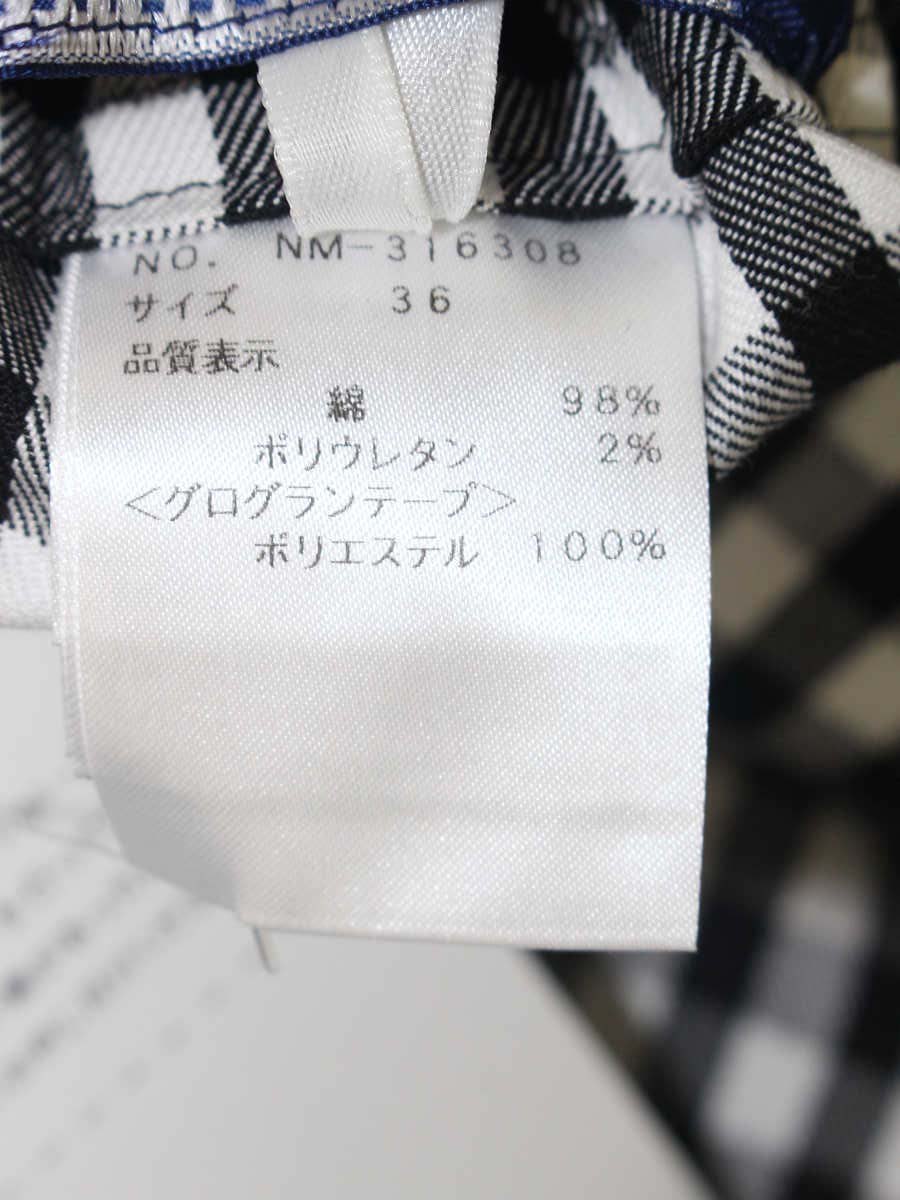 NO. NM-316308
サイズ 36
品質表示
綿 98%
ポリウレタン 2%
<グログランテープ>
ポリエステル 100%